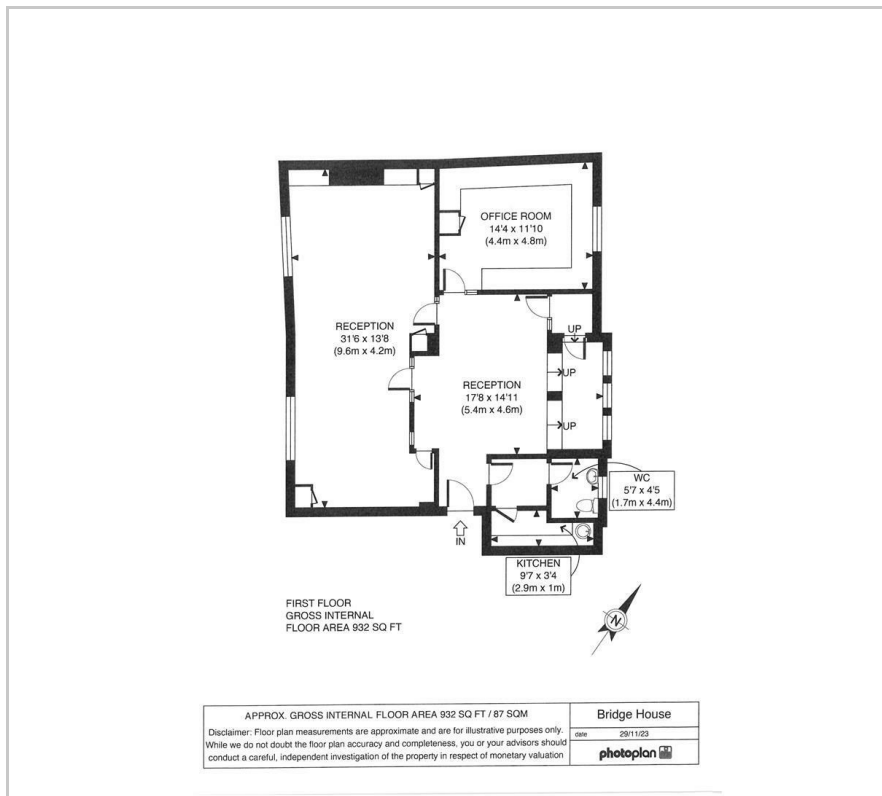 OFFICE ROOM
14'4 x 11'10
(4.4m x 4.8m)
UP
RECEPTION
31'6 x 13'8
(9.6m x 4.2m)
UP
RECEPTION
17'8 x 14'11
(5.4m x 4.6m)
UP
WC
5'7 x 4'5
(1.7m x 4.4m)
IN
KITCHEN
9'7 x 3'4
(2.9m x 1m)
FIRST FLOOR
GROSS INTERNAL
FLOOR AREA 932 SQ FT
N
APPROX. GROSS INTERNAL FLOOR AREA 932 SQ FT / 87 SQM
Disclaimer: Floor plan measurements are approximate and are for illustrative purposes only.
While we do not doubt the floor plan accuracy and completeness, you or your advisors should
conduct a careful, independent investigation of the property in respect of monetary valuation
Bridge House
date 29/11/23
photoplan